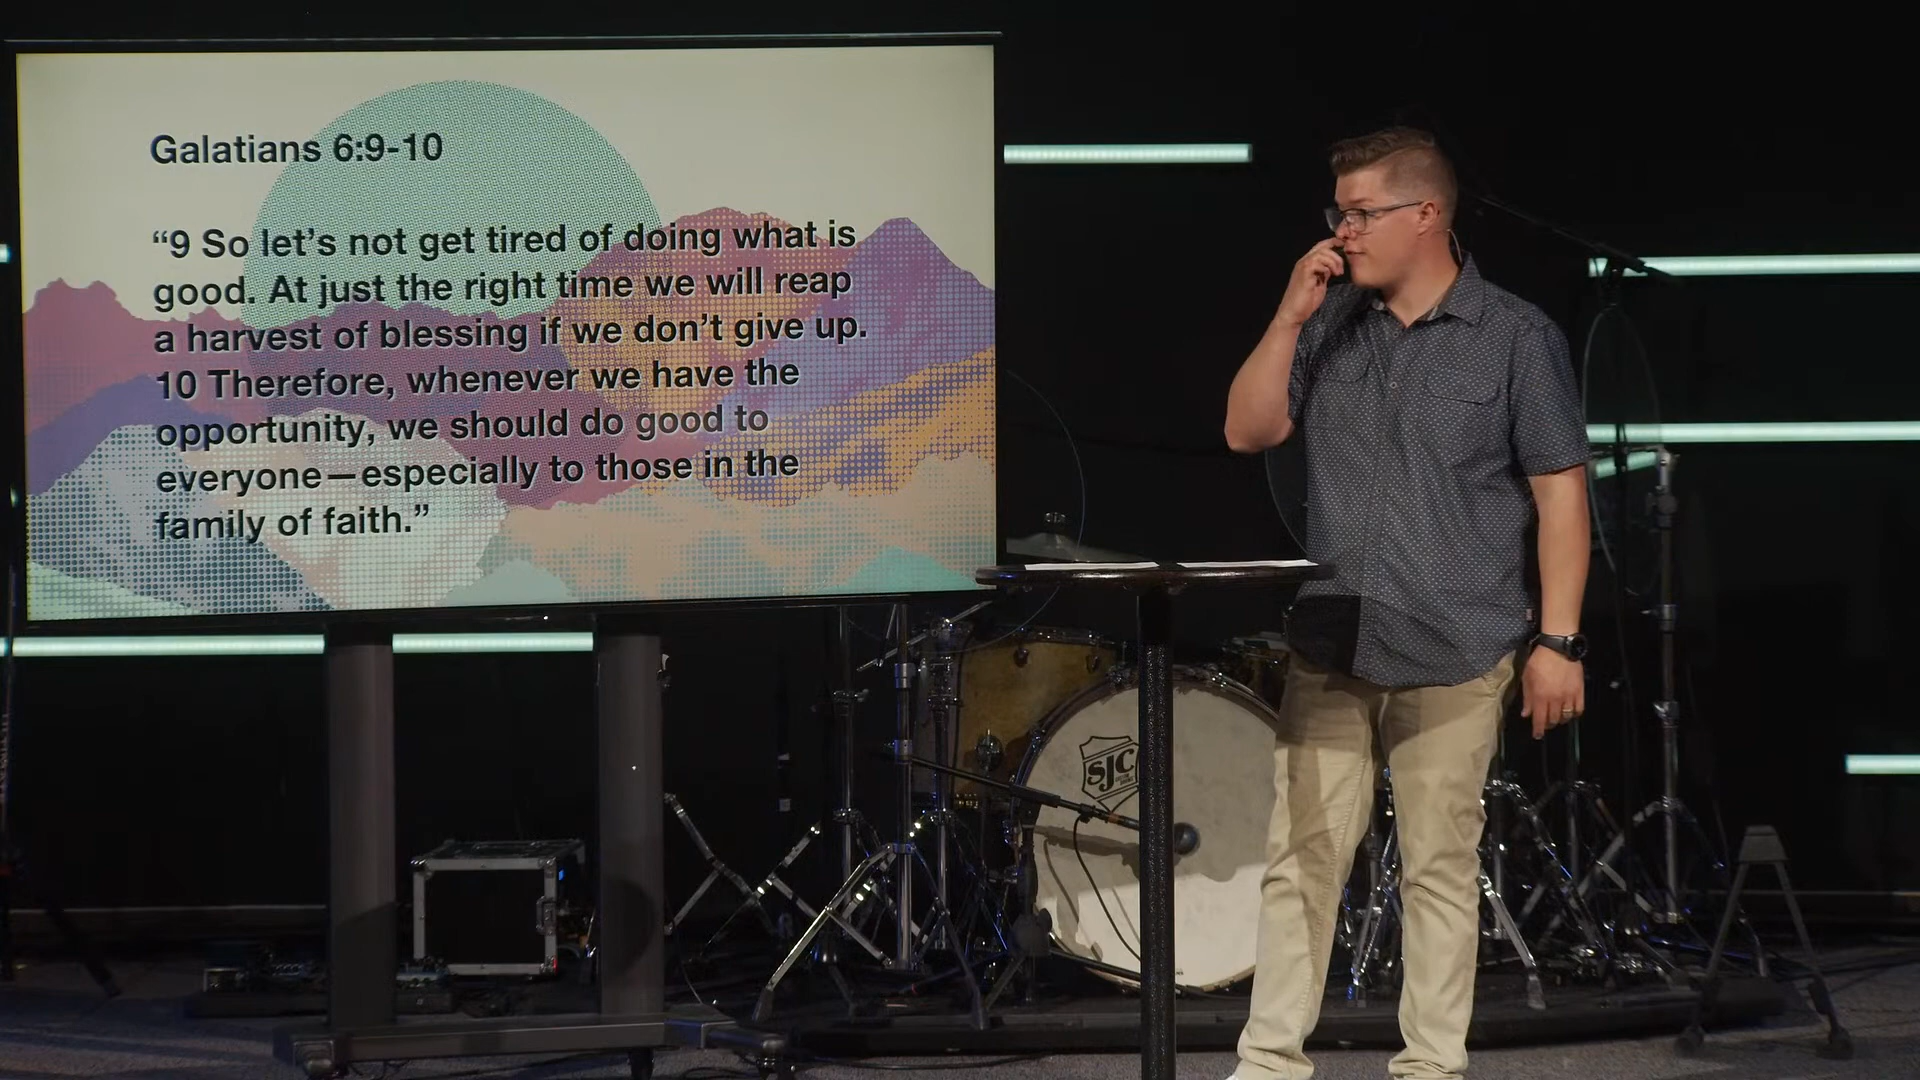 Galatians 6:9-10
“9 So let’s not get tired of doing what is
good. At just the right time we will reap
a harvest of blessing if we don’t give up.
10 Therefore, whenever we have the
opportunity, we should do good to
everyone—especially to those in the
family of faith.”
SJC